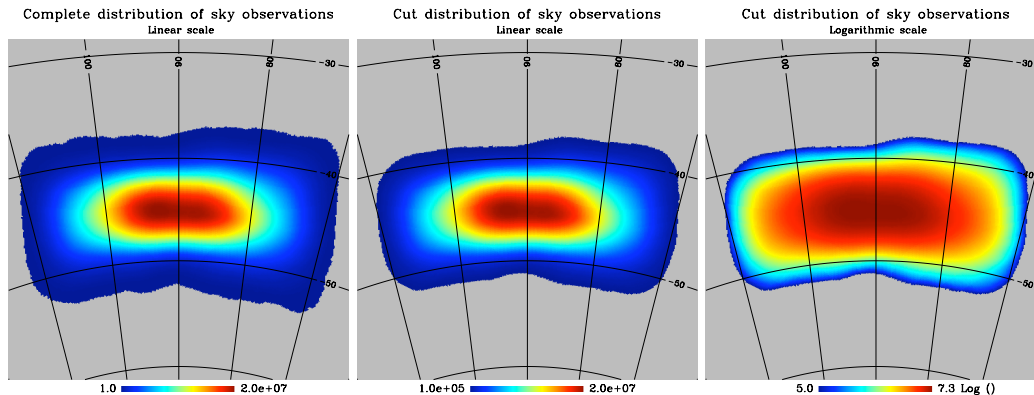 Complete distribution of sky observations
Linear scale
100
90
80
-30
-40
-50
1.0
2.0e+07
Cut distribution of sky observations
Linear scale
100
90
80
-30
-40
-50
1.0e+05
2.0e+07
Cut distribution of sky observations
Logarithmic scale
100
90
80
-30
-40
-50
5.0
7.3 Log ()